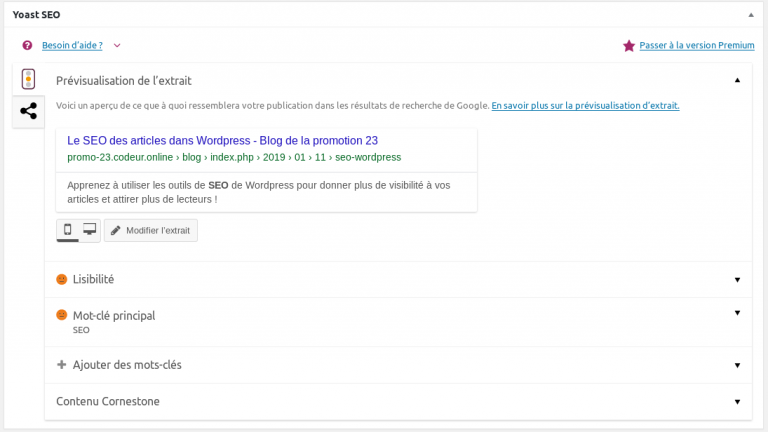 Yoast SEO
Besoin d'aide ?
Passer à la version Premium
Prévisualisation de l'extrait
Voici un aperçu de ce que à quoi ressemblera votre publication dans les résultats de recherche de Google. En savoir plus sur la prévisualisation d'extrait.
Le SEO des articles dans Wordpress - Blog de la promotion 23
promo-23.codeur.online › blog › index.php › 2019 › 01 › 11 › seo-wordpress
Apprenez à utiliser les outils de SEO de Wordpress pour donner plus de visibilité à vos
articles et attirer plus de lecteurs !
Modifier l'extrait
Lisibilité
Mot-clé principal
SEO
Ajouter des mots-clés
Contenu Cornestone